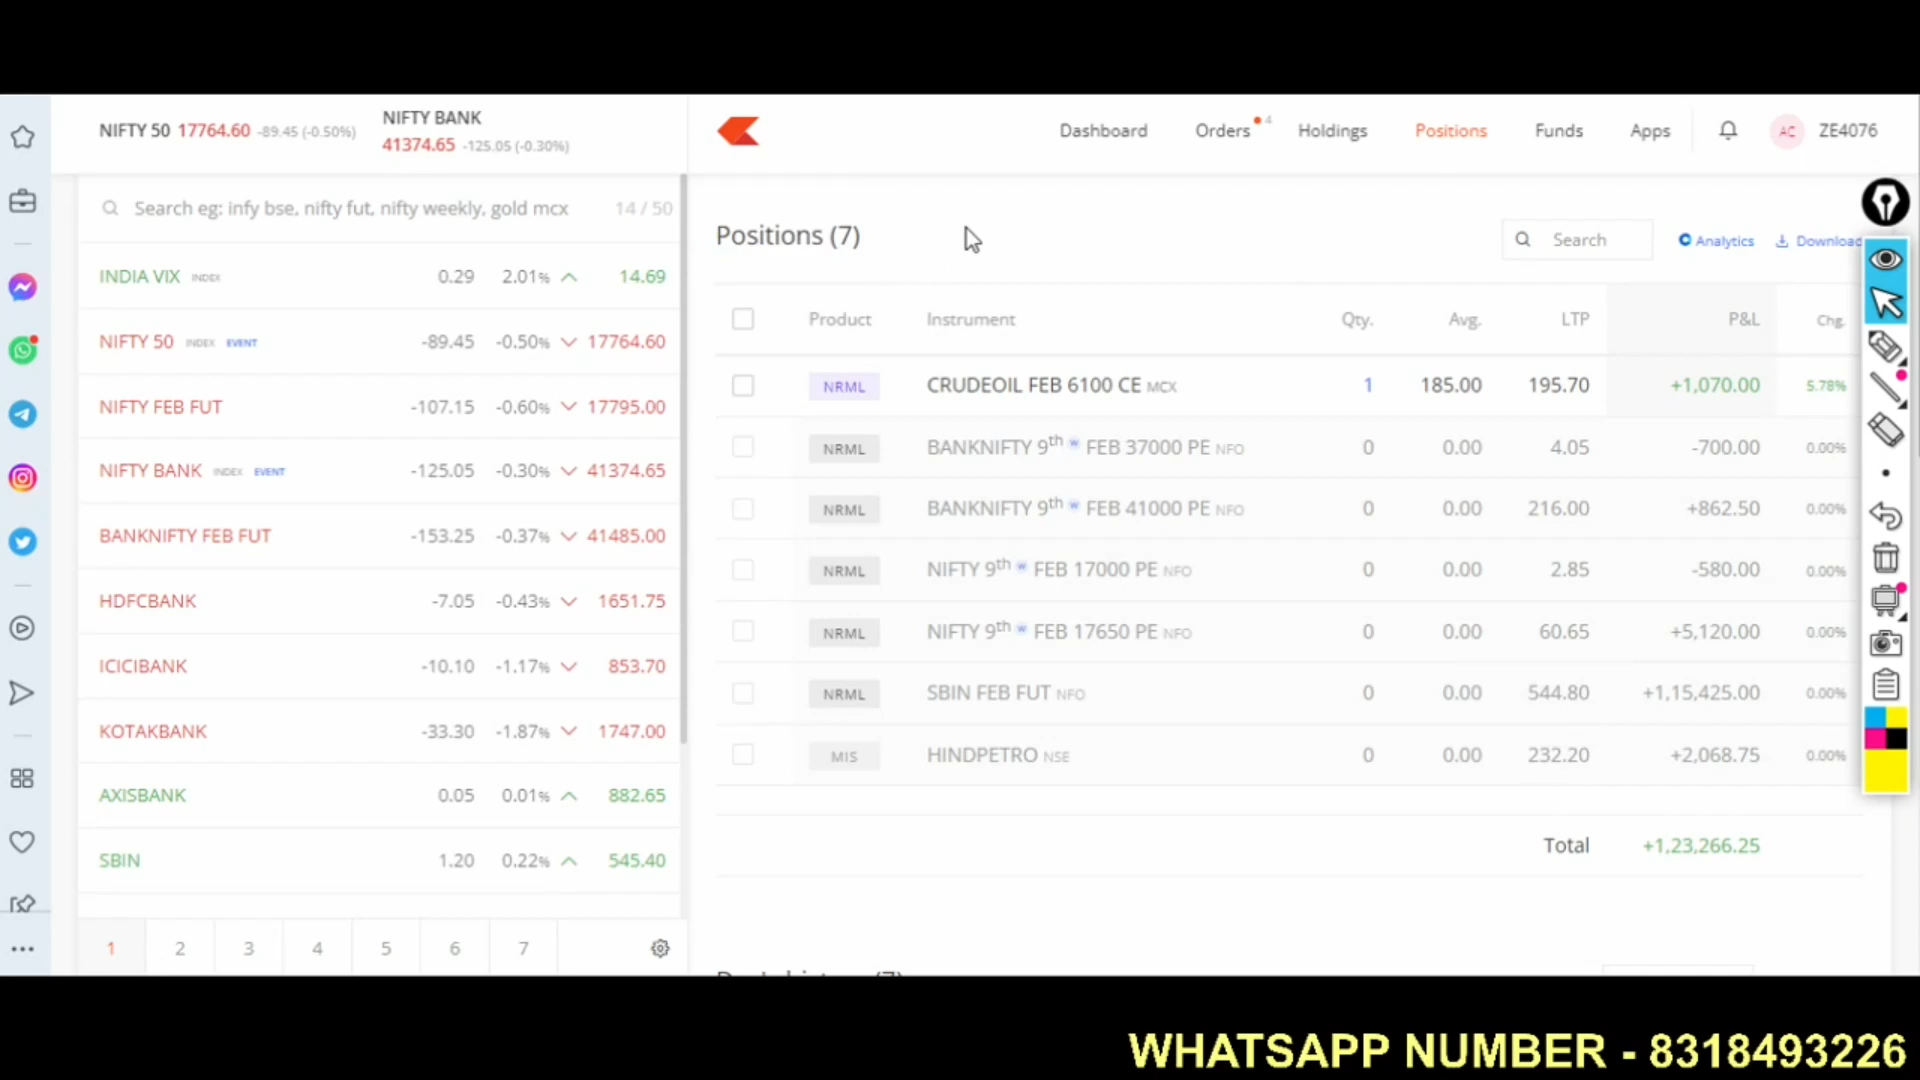 NIFTY 50 17764.60 -89.45 (-0.50%)
NIFTY BANK
41374.65 -125.05 (-0.30%)
Dashboard Orders 4 Holdings Positions Funds Apps AC ZE4076
Search eg: infy bse, nifty fut, nifty weekly, gold mcx 14 / 50
INDIA VIX INDEX 0.29 2.01% 14.69
NIFTY 50 INDEX EVENT -89.45 -0.50% 17764.60
NIFTY FEB FUT -107.15 -0.60% 17795.00
NIFTY BANK INDEX EVENT -125.05 -0.30% 41374.65
BANKNIFTY FEB FUT -153.25 -0.37% 41485.00
HDFCBANK -7.05 -0.43% 1651.75
ICICIBANK -10.10 -1.17% 853.70
KOTAKBANK -33.30 -1.87% 1747.00
AXISBANK 0.05 0.01% 882.65
SBIN 1.20 0.22% 545.40
1 2 3 4 5 6 7
Positions (7) Search Analytics Download
Product Instrument Qty. Avg. LTP P&L Chg.
NRML CRUDEOIL FEB 6100 CE MCX 1 185.00 195.70 +1,070.00 5.78%
NRML BANKNIFTY 9th w FEB 37000 PE NFO 0 0.00 4.05 -700.00 0.00%
NRML BANKNIFTY 9th w FEB 41000 PE NFO 0 0.00 216.00 +862.50 0.00%
NRML NIFTY 9th w FEB 17000 PE NFO 0 0.00 2.85 -580.00 0.00%
NRML NIFTY 9th w FEB 17650 PE NFO 0 0.00 60.65 +5,120.00 0.00%
NRML SBIN FEB FUT NFO 0 0.00 544.80 +1,15,425.00 0.00%
MIS HINDPETRO NSE 0 0.00 232.20 +2,068.75 0.00%
Total +1,23,266.25
WHATSAPP NUMBER - 8318493226